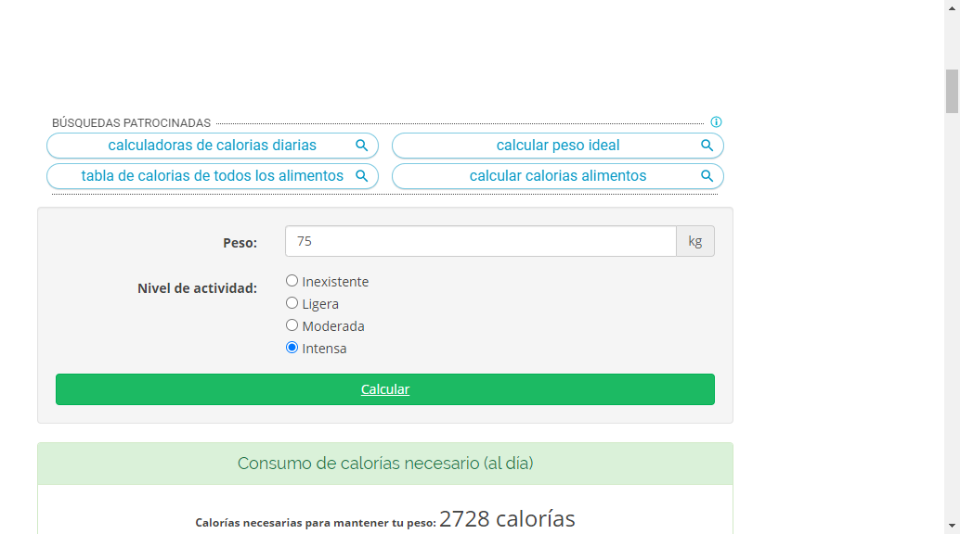 BÚSQUEDAS PATROCINADAS
calculadoras de calorias diarias
calcular peso ideal
tabla de calorias de todos los alimentos
calcular calorias alimentos
Peso: 75 kg
Nivel de actividad:
Inexistente
Ligera
Moderada
Intensa
Calcular
Consumo de calorías necesario (al día)
Calorías necesarias para mantener tu peso: 2728 calorías